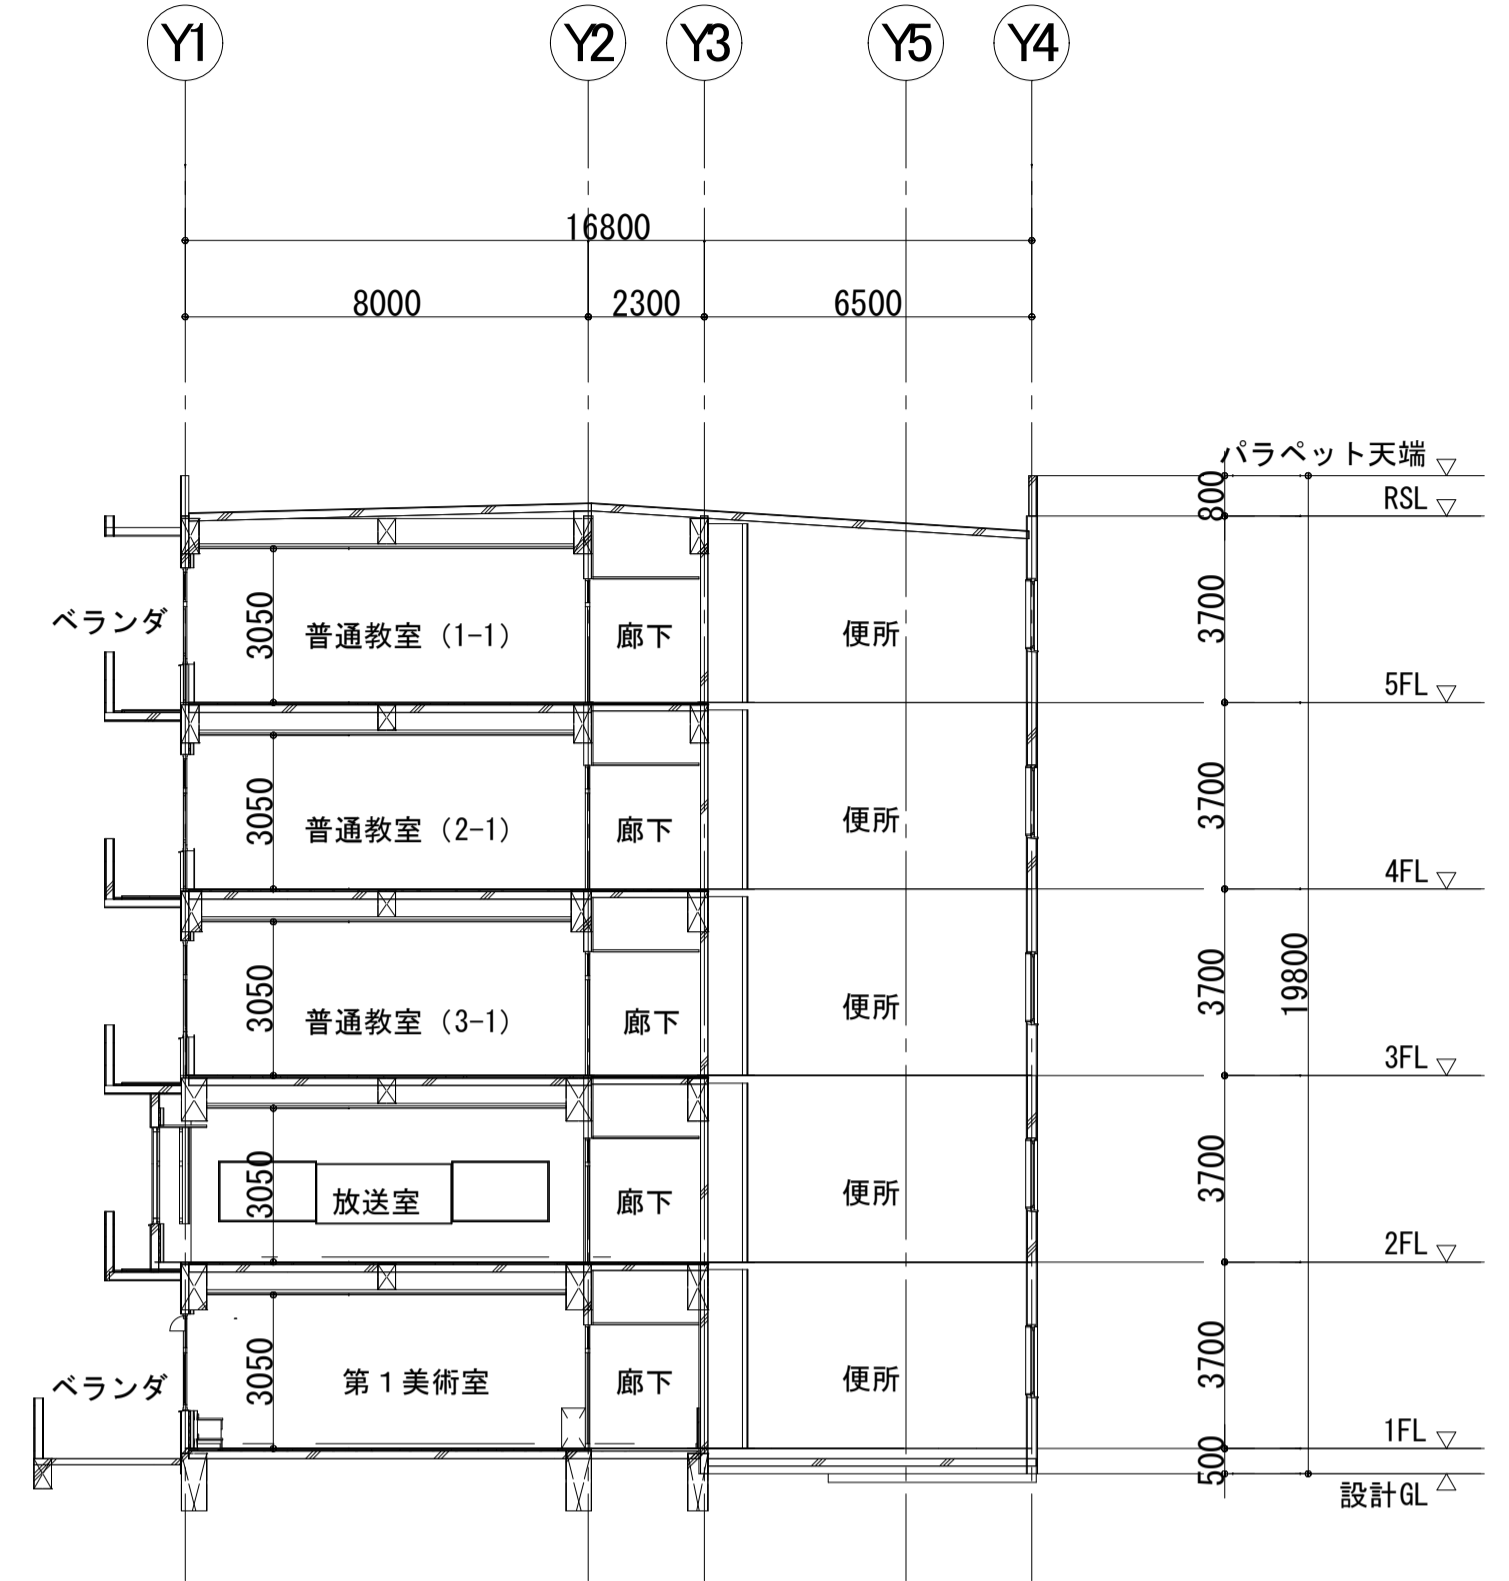 Y1 Y2 Y3 Y5 Y4
16800
8000 2300 6500
パラペット天端
800
RSL
ベランダ 3050 普通教室（1-1） 廊下 便所 3700
5FL
3050 普通教室（2-1） 廊下 便所 3700
4FL
3050 普通教室（3-1） 廊下 便所 3700 19800
3FL
3050 放送室 廊下 便所 3700
2FL
ベランダ 3050 第１美術室 廊下 便所 3700
1FL
500
設計GL